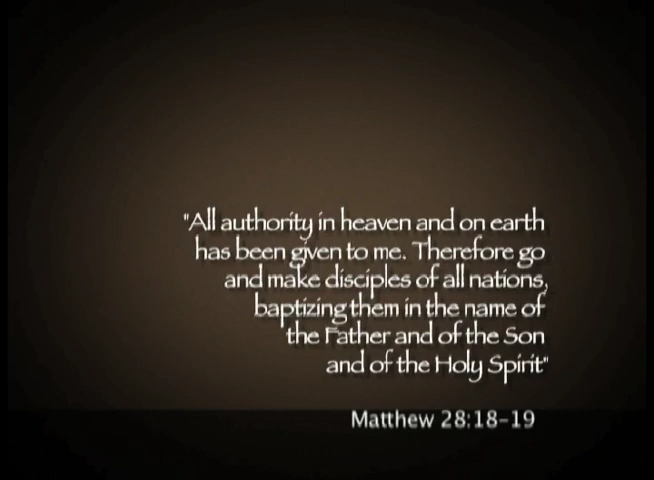 "All authority in heaven and on earth
has been given to me. Therefore go
and make disciples of all nations,
baptizing them in the name of
the Father and of the Son
and of the Holy Spirit"
Matthew 28:18-19